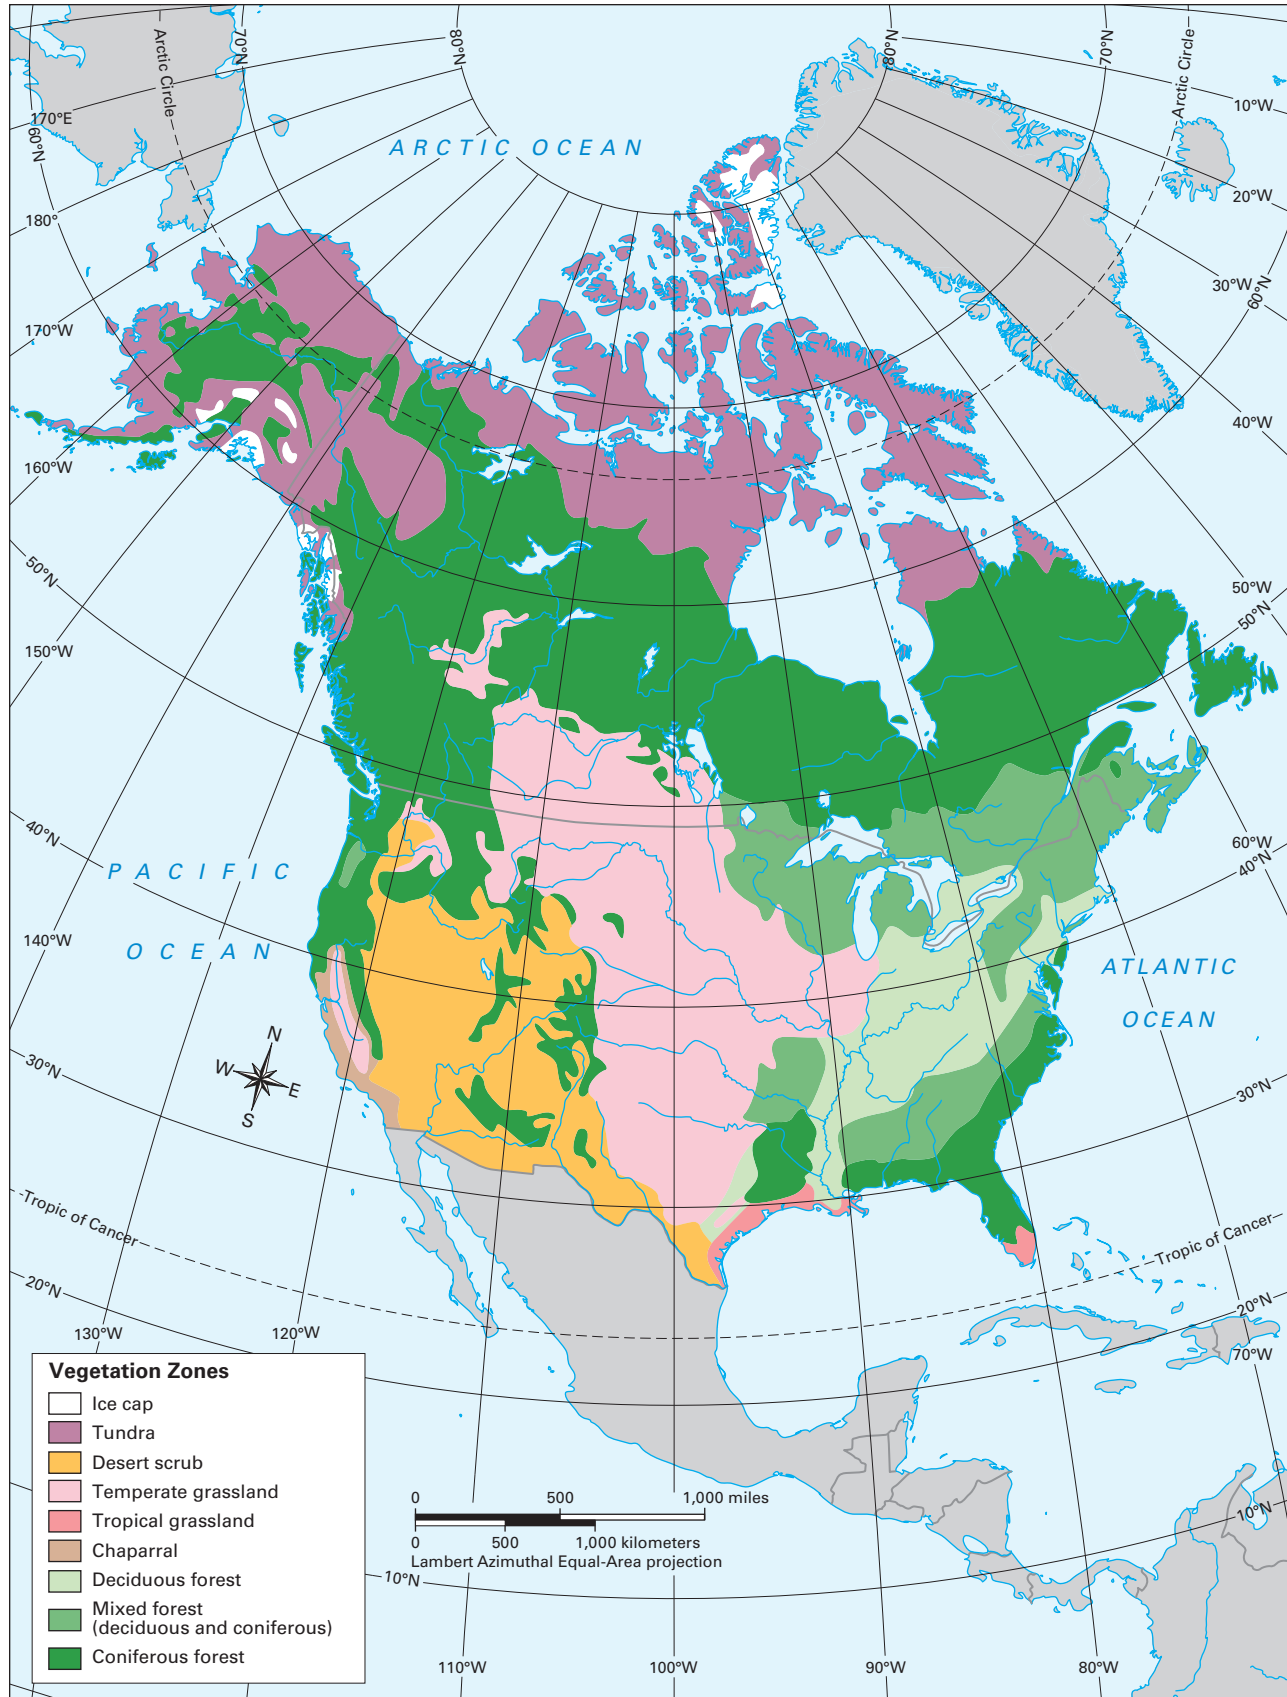 Arctic Circle
70°N
80°N
80°N
70°N
Arctic Circle
10°W
170°E
60°N
ARCTIC OCEAN
20°W
180°
30°W
60°N
170°W
40°W
160°W
50°N
50°W
50°N
150°W
40°N
60°W
40°N
PACIFIC
OCEAN
140°W
ATLANTIC
OCEAN
N
W
E
S
30°N
30°N
Tropic of Cancer
Tropic of Cancer
20°N
20°N
130°W
120°W
70°W
Vegetation Zones
Ice cap
Tundra
Desert scrub
Temperate grassland
Tropical grassland
Chaparral
Deciduous forest
Mixed forest
(deciduous and coniferous)
Coniferous forest
0 500 1,000 miles
0 500 1,000 kilometers
Lambert Azimuthal Equal-Area projection
10°N
10°N
110°W
100°W
90°W
80°W